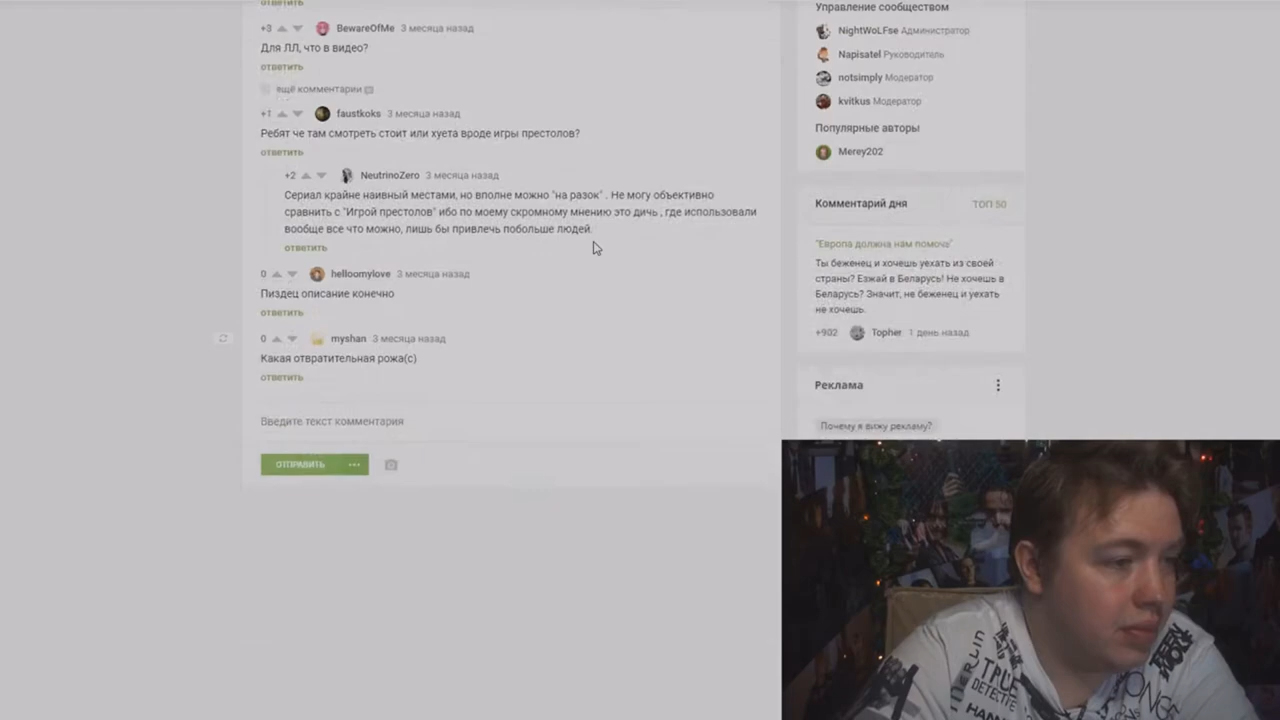 ответить
+3 BewareOfMe 3 месяца назад
Для ЛЛ, что в видео?
ответить
ещё комментарии
+1 faustkoks 3 месяца назад
Ребят че там смотреть стоит или хуета вроде игры престолов?
ответить
+2 NeutrinoZero 3 месяца назад
Сериал крайне наивный местами, но вполне можно "на разок" . Не могу объективно
сравнить с "Игрой престолов" ибо по моему скромному мнению это дичь , где использовали
вообще все что можно, лишь бы привлечь побольше людей.
ответить
0 helloomylove 3 месяца назад
Пиздец описание конечно
ответить
0 myshan 3 месяца назад
Какая отвратительная рожа(с)
ответить
Введите текст комментария
ОТПРАВИТЬ ...
Управление сообществом
NightWoLFse Администратор
Napisatel Руководитель
notsimply Модератор
kvitkus Модератор
Популярные авторы
Merey202
Комментарий дня ТОП 50
"Европа должна нам помочь"
Ты беженец и хочешь уехать из своей
страны? Езжай в Беларусь! Не хочешь в
Беларусь? Значит, не беженец и уехать
не хочешь.
+902 Topher 1 день назад
Реклама
Почему я вижу рекламу?
TRUE
DETECTIVE
TEEN
WOLF